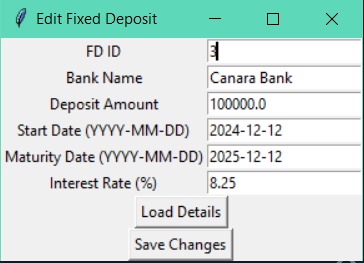 Edit Fixed Deposit
FD ID 3
Bank Name Canara Bank
Deposit Amount 100000.0
Start Date (YYYY-MM-DD) 2024-12-12
Maturity Date (YYYY-MM-DD) 2025-12-12
Interest Rate (%) 8.25
Load Details
Save Changes